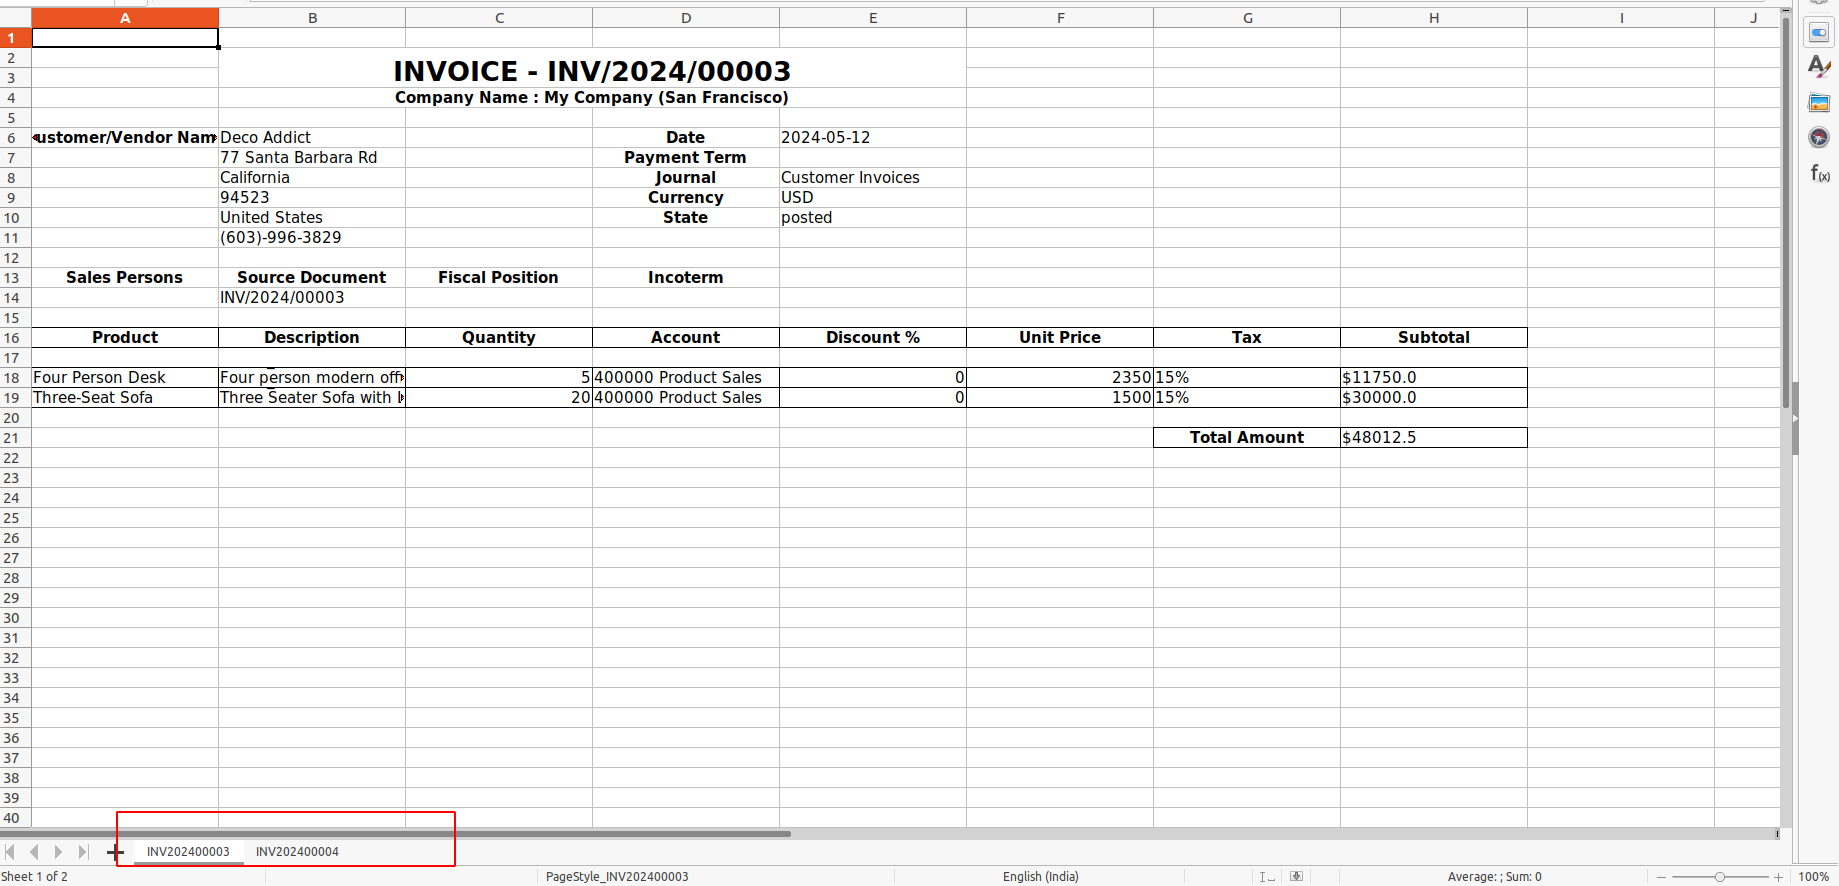 A B C D E F G H I J
1
2
INVOICE - INV/2024/00003
3
4 Company Name : My Company (San Francisco)
5
6 ustomer/Vendor Nam Deco Addict Date 2024-05-12
7 77 Santa Barbara Rd Payment Term
8 California Journal Customer Invoices
9 94523 Currency USD
10 United States State posted
11 (603)-996-3829
12
13 Sales Persons Source Document Fiscal Position Incoterm
14 INV/2024/00003
15
16 Product Description Quantity Account Discount % Unit Price Tax Subtotal
17
18 Four Person Desk Four person modern off 5 400000 Product Sales 0 2350 15% $11750.0
19 Three-Seat Sofa Three Seater Sofa with 20 400000 Product Sales 0 1500 15% $30000.0
20
21 Total Amount $48012.5
22
23
24
25
26
27
28
29
30
31
32
33
34
35
36
37
38
39
40
INV202400003 INV202400004
Sheet 1 of 2 PageStyle_INV202400003 English (India) Average: ; Sum: 0 100%